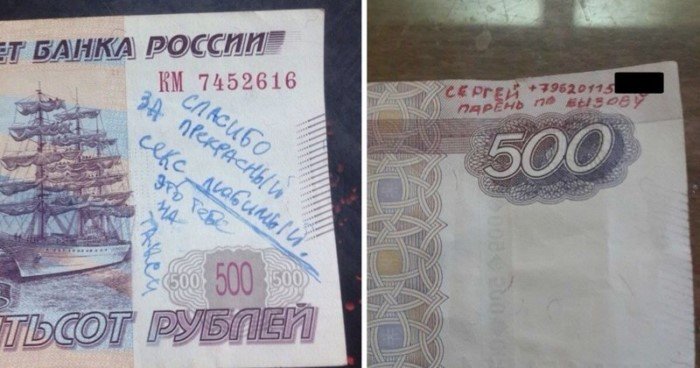 ЕТ БАНКА РОССИИ
КМ 7452616
СПАСИБО
ЗА ПРЕКРАСНЫЙ
СЕКС ЛЮБИМЫЙ.
ЭТО ТЕБЕ
НА
ТАКСИ
500 500 500
ТЬСОТ РУБЛЕЙ
СЕРГЕЙ +79620115
ПАРЕНЬ ПО ВЫЗОВУ
500